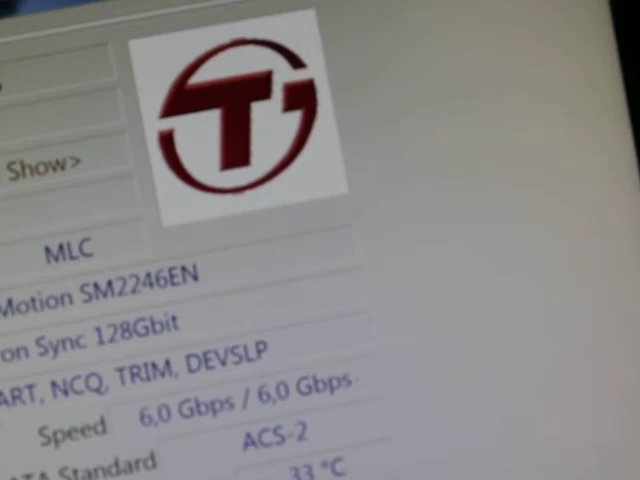 Show>
MLC
Motion SM2246EN
on Sync 128Gbit
ART, NCQ, TRIM, DEVSLP
Speed 6,0 Gbps / 6,0 Gbps
ATA Standard ACS-2
33 °C